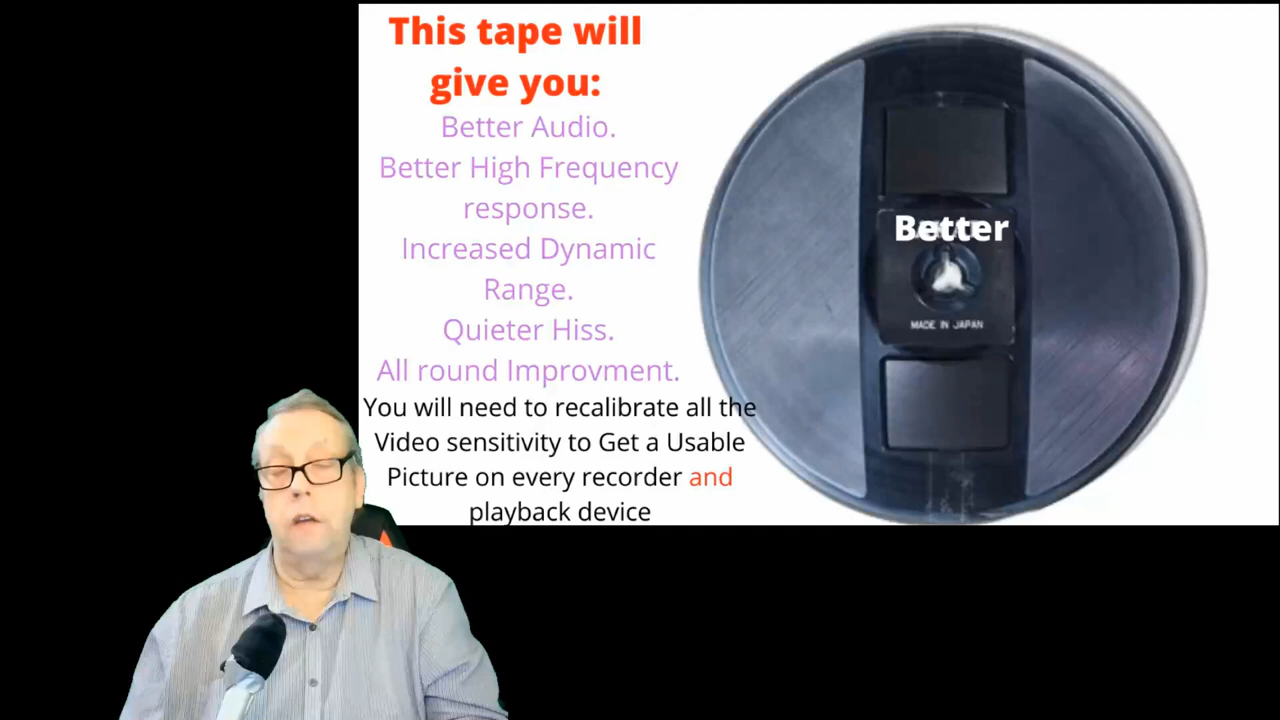 This tape will
give you:
Better Audio.
Better High Frequency
response.
Increased Dynamic
Range.
Quieter Hiss.
All round Improvment.
You will need to recalibrate all the
Video sensitivity to Get a Usable
Picture on every recorder and
playback device
Better
MADE IN JAPAN